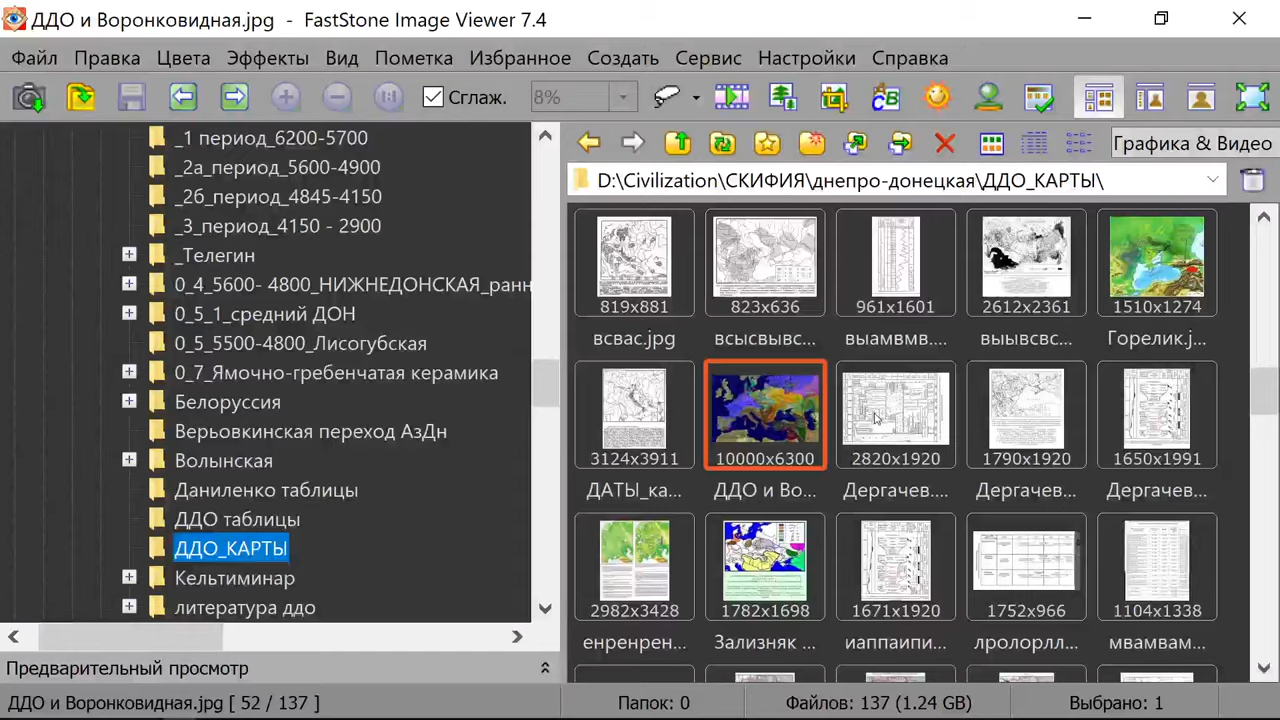 ДДО и Воронковидная.jpg - FastStone Image Viewer 7.4
Файл Правка Цвета Эффекты Вид Пометка Избранное Создать Сервис Настройки Справка
Сглаж. 8%
Графика & Видео
D:\Civilization\СКИФИЯ\днепро-донецкая\ДДО_КАРТЫ\
_1 период_6200-5700
_2а_период_5600-4900
_2б_период_4845-4150
_3_период_4150 - 2900
_Телегин
0_4_5600- 4800_НИЖНЕДОНСКАЯ_ранн
0_5_1_средний ДОН
0_5_5500-4800_Лисогубская
0_7_Ямочно-гребенчатая керамика
Белоруссия
Верьовкинская переход АзДн
Волынская
Даниленко таблицы
ДДО таблицы
ДДО_КАРТЫ
Кельтиминар
литература ддо
819x881 823x636 961x1601 2612x2361 1510x1274
всвас.jpg всысвывс... выамвмв.... выывсвс... Горелик.j...
3124x3911 10000x6300 2820x1920 1790x1920 1650x1991
ДАТЫ_ка... ДДО и Во... Дергачев.... Дергачев... Дергачев...
2982x3428 1782x1698 1671x1920 1752x966 1104x1338
енренрен... Зализняк ... иаппаипи... лролорлл... мвамвам...
Предварительный просмотр
ДДО и Воронковидная.jpg [ 52 / 137 ] Папок: 0 Файлов: 137 (1.24 GB) Выбрано: 1